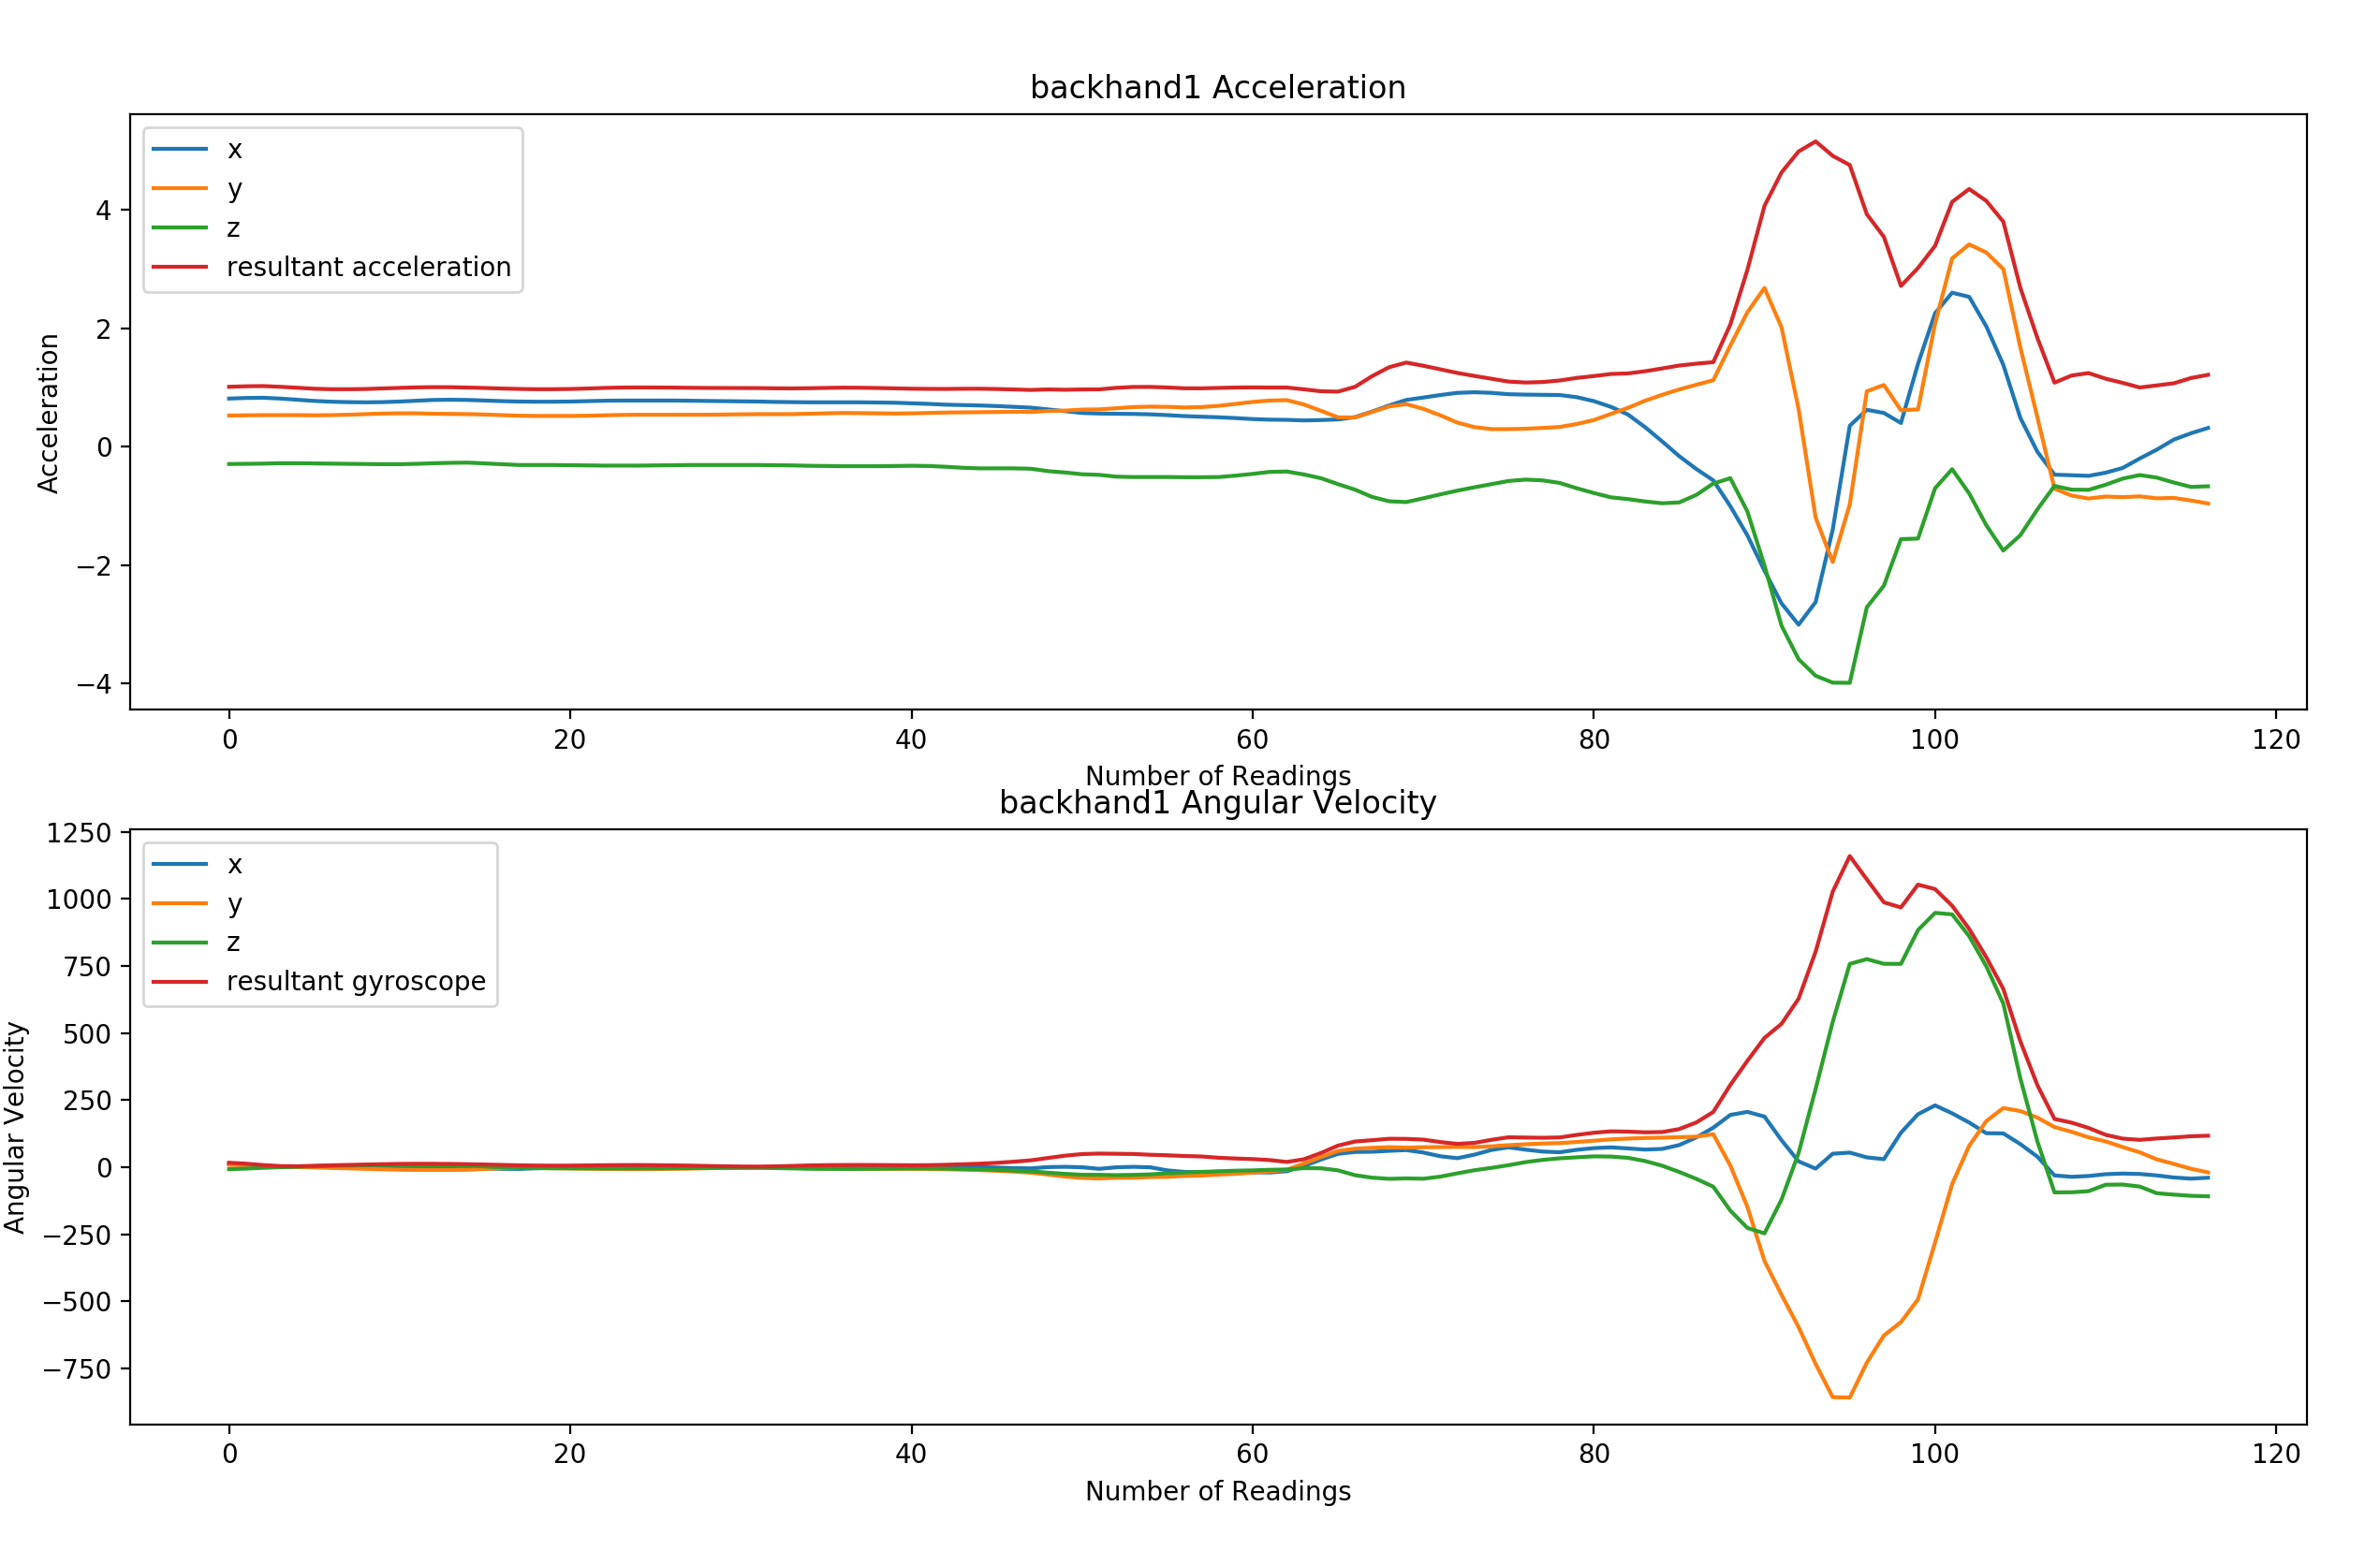 backhand1 Acceleration
x
y
z
resultant acceleration
Acceleration
4
2
0
−2
−4
0 20 40 60 80 100 120
Number of Readings
backhand1 Angular Velocity
x
y
z
resultant gyroscope
Angular Velocity
1250
1000
750
500
250
0
−250
−500
−750
0 20 40 60 80 100 120
Number of Readings